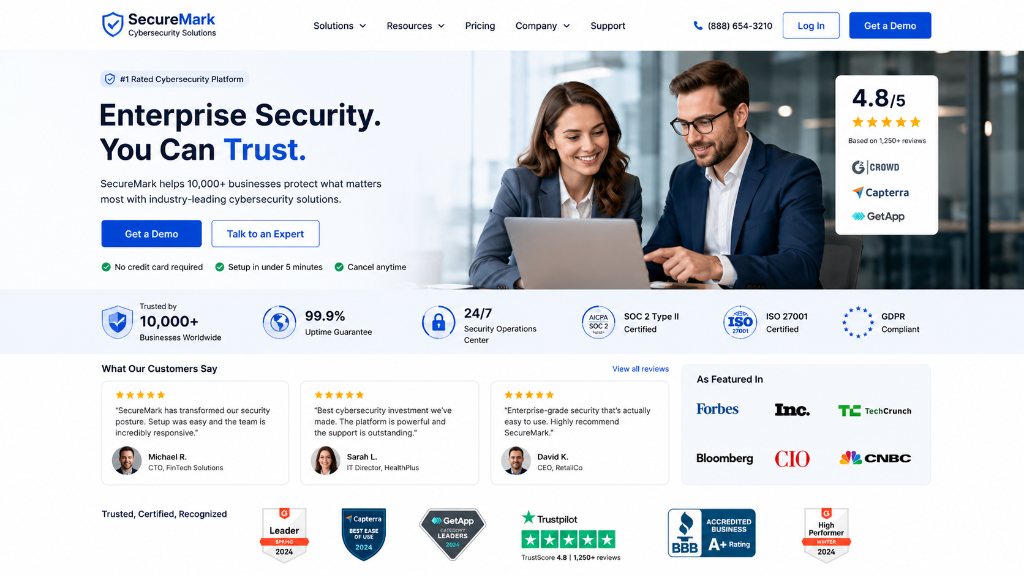 SecureMark
Cybersecurity Solutions
Solutions
Resources
Pricing
Company
Support
(888) 654-3210
Log In
Get a Demo
#1 Rated Cybersecurity Platform
Enterprise Security.
You Can Trust.
SecureMark helps 10,000+ businesses protect what matters
most with industry-leading cybersecurity solutions.
Get a Demo
Talk to an Expert
No credit card required
Setup in under 5 minutes
Cancel anytime
4.8/5
Based on 1,250+ reviews
G CROWD
Capterra
GetApp
Trusted by
10,000+
Businesses Worldwide
99.9%
Uptime Guarantee
24/7
Security Operations
Center
AICPA
SOC 2
SOC 2 Type II
Certified
ISO
27001
ISO 27001
Certified
GDPR
Compliant
What Our Customers Say
View all reviews
“SecureMark has transformed our security
posture. Setup was easy and the team is
incredibly responsive.”
Michael R.
CTO, FinTech Solutions
“Best cybersecurity investment we've
made. The platform is powerful and
the support is outstanding.”
Sarah L.
IT Director, HealthPlus
“Enterprise-grade security that's actually
easy to use. Highly recommend
SecureMark.”
David K.
CEO, RetailCo
As Featured In
Forbes
Inc.
TC TechCrunch
Bloomberg
CIO
CNBC
Trusted, Certified, Recognized
G
Leader
SPRING
2024
Capterra
BEST EASE
OF USE
2024
GetApp
CATEGORY
LEADERS
2024
Trustpilot
TrustScore 4.8 | 1,250+ reviews
BBB
ACCREDITED
BUSINESS
A+ Rating
G
High
Performer
WINTER
2024